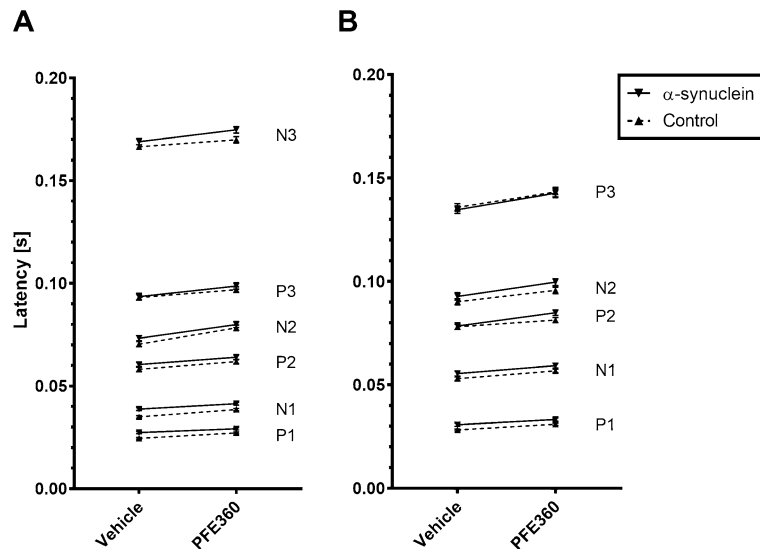 A
B
0.20
0.15
0.10
0.05
0.00
Latency [s]
N3
P3
N2
P2
N1
P1
Vehicle
PFE360
0.20
0.15
0.10
0.05
0.00
P3
N2
P2
N1
P1
Vehicle
PFE360
α-synuclein
Control